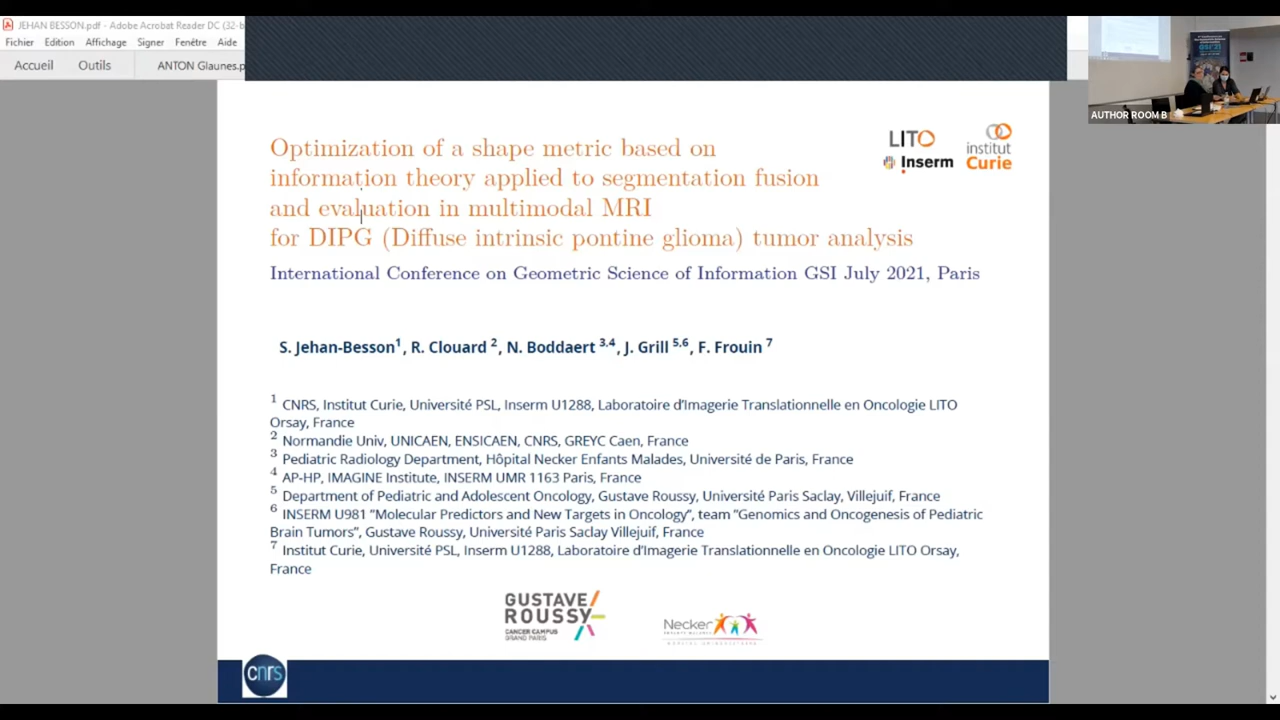 JEHAN BESSON.pdf - Adobe Acrobat Reader DC (32-b
Fichier Edition Affichage Signer Fenêtre Aide
Accueil Outils ANTON Glaunes.p
GSI'21
AUTHOR ROOM B
Optimization of a shape metric based on
information theory applied to segmentation fusion
and evaluation in multimodal MRI
for DIPG (Diffuse intrinsic pontine glioma) tumor analysis
LITO
Inserm
institut
Curie
International Conference on Geometric Science of Information GSI July 2021, Paris
S. Jehan-Besson1, R. Clouard 2, N. Boddaert 3,4, J. Grill 5,6, F. Frouin 7
1 CNRS, Institut Curie, Université PSL, Inserm U1288, Laboratoire d'Imagerie Translationnelle en Oncologie LITO
Orsay, France
2 Normandie Univ, UNICAEN, ENSICAEN, CNRS, GREYC Caen, France
3 Pediatric Radiology Department, Hôpital Necker Enfants Malades, Université de Paris, France
4 AP-HP, IMAGINE Institute, INSERM UMR 1163 Paris, France
5 Department of Pediatric and Adolescent Oncology, Gustave Roussy, Université Paris Saclay, Villejuif, France
6 INSERM U981 "Molecular Predictors and New Targets in Oncology", team "Genomics and Oncogenesis of Pediatric
Brain Tumors", Gustave Roussy, Université Paris Saclay Villejuif, France
7 Institut Curie, Université PSL, Inserm U1288, Laboratoire d'Imagerie Translationnelle en Oncologie LITO Orsay,
France
GUSTAVE
ROUSSY
CANCER CAMPUS
GRAND PARIS
Necker
cnrs